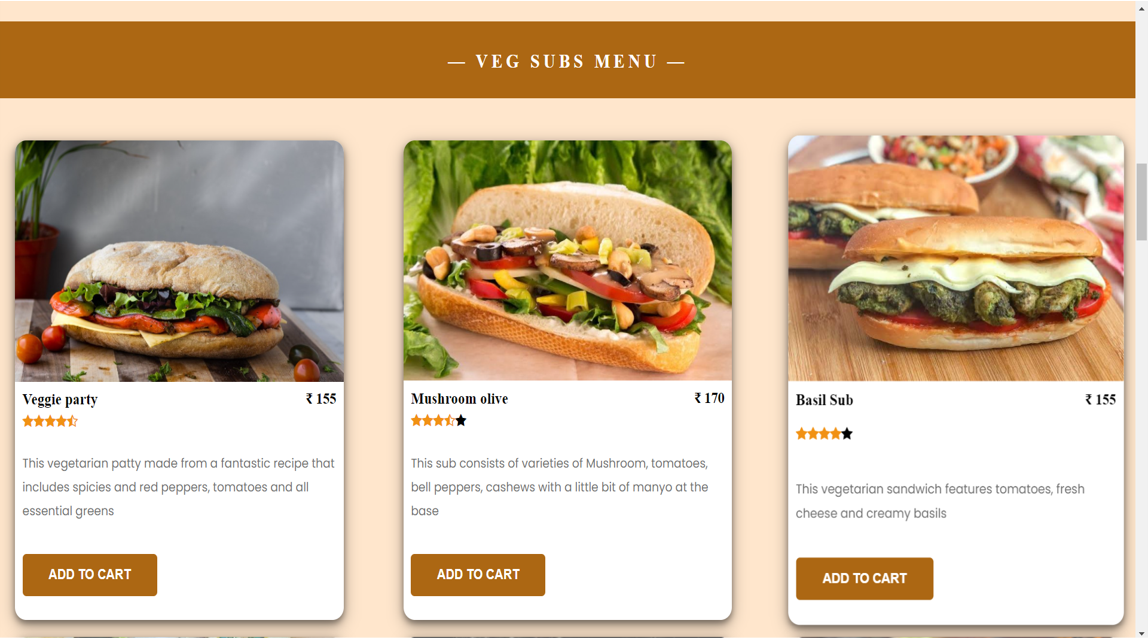 — VEG SUBS MENU —
Veggie party ₹ 155
This vegetarian patty made from a fantastic recipe that
includes spicies and red peppers, tomatoes and all
essential greens
ADD TO CART
Mushroom olive ₹ 170
This sub consists of varieties of Mushroom, tomatoes,
bell peppers, cashews with a little bit of manyo at the
base
ADD TO CART
Basil Sub ₹ 155
This vegetarian sandwich features tomatoes, fresh
cheese and creamy basils
ADD TO CART